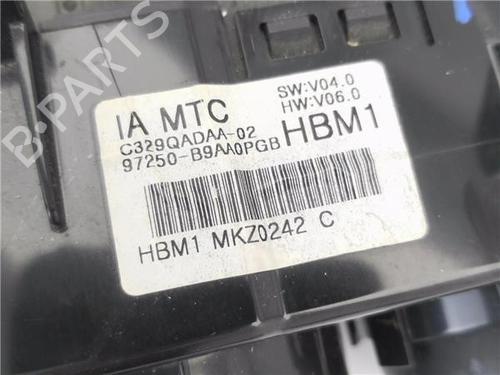 IA MTC
SW:V04.0
HW:V06.0
C329QADAA-02
97250-B9AA0PGB
HBM1
HBM1 MKZ0242 C
B-PARTS